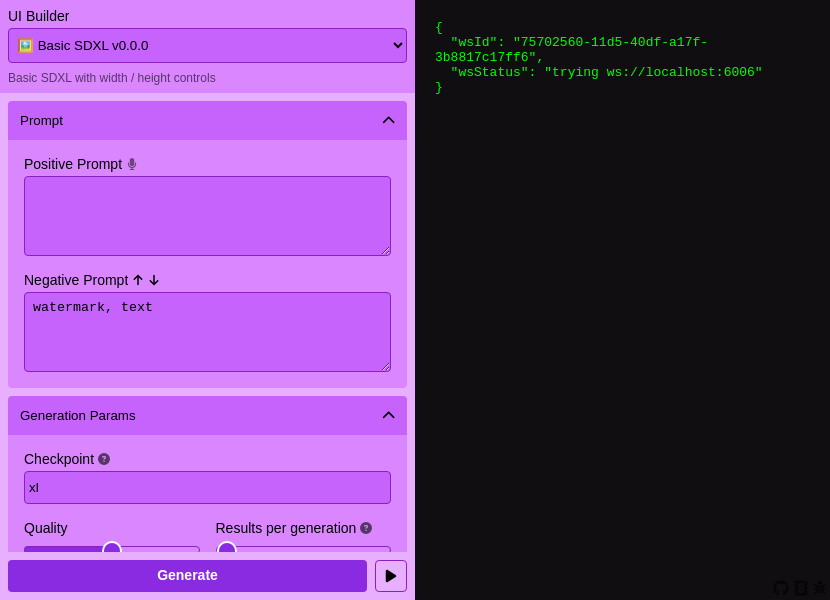 UI Builder
🖼️ Basic SDXL v0.0.0
Basic SDXL with width / height controls
Prompt
Positive Prompt
Negative Prompt
watermark, text
Generation Params
Checkpoint
xl
Quality
Results per generation
Generate
{
"wsId": "75702560-11d5-40df-a17f-
3b8817c17ff6",
"wsStatus": "trying ws://localhost:6006"
}